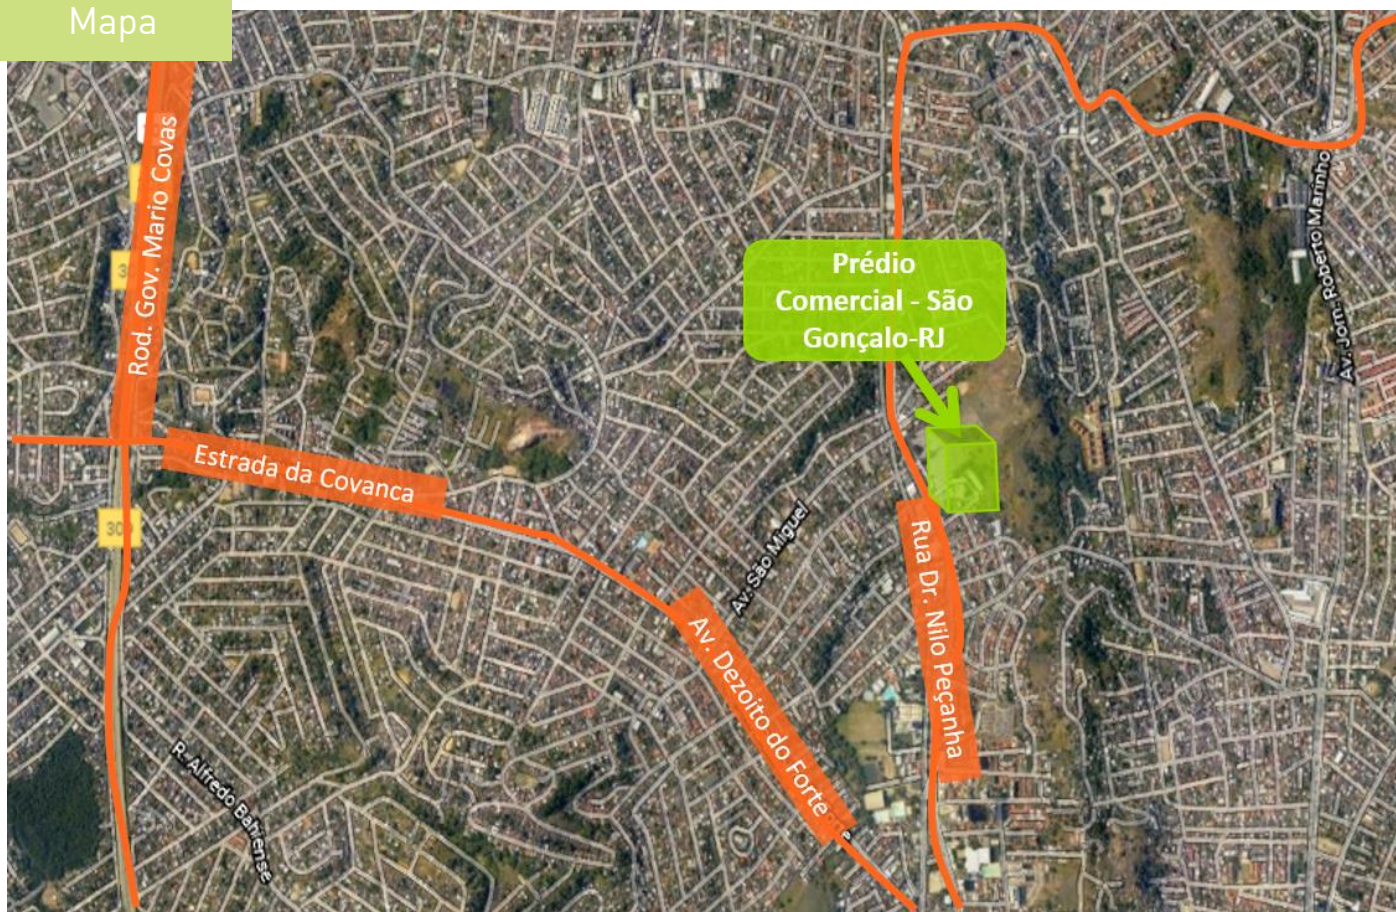 Mapa
Rod. Gov. Mario Covas
Prédio
Comercial - São
Gonçalo-RJ
Av. Jorn. Roberto Marinho
Estrada da Covanca
Av. São Miguel
Rua Dr. Nilo Peçanha
Av. Dezoito do Forte
R. Alfredo Bahiense